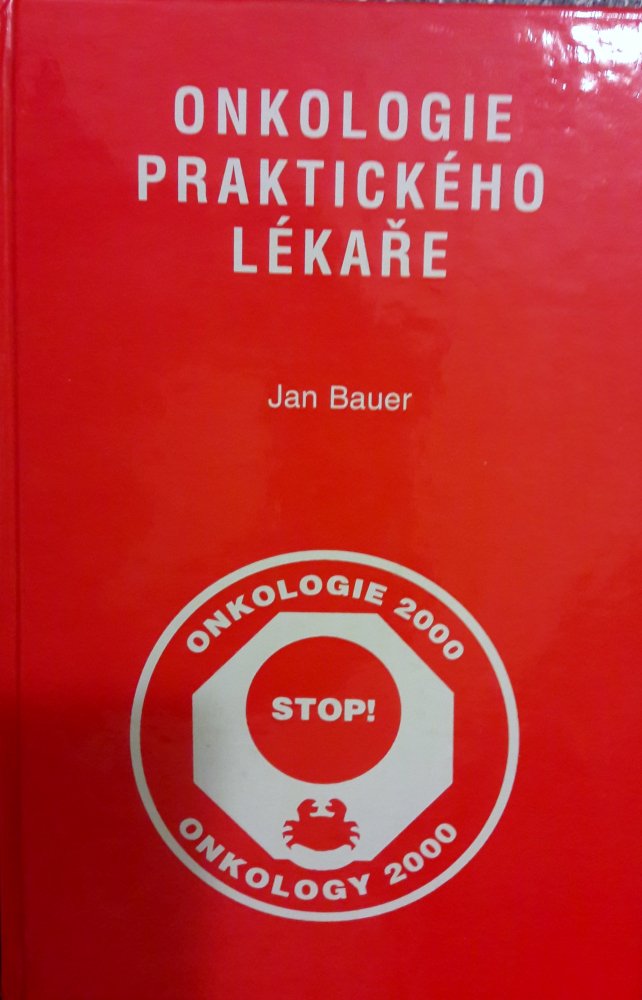 ONKOLOGIE
PRAKTICKÉHO
LÉKAŘE
Jan Bauer
ONKOLOGIE 2000
STOP!
ONKOLOGY 2000